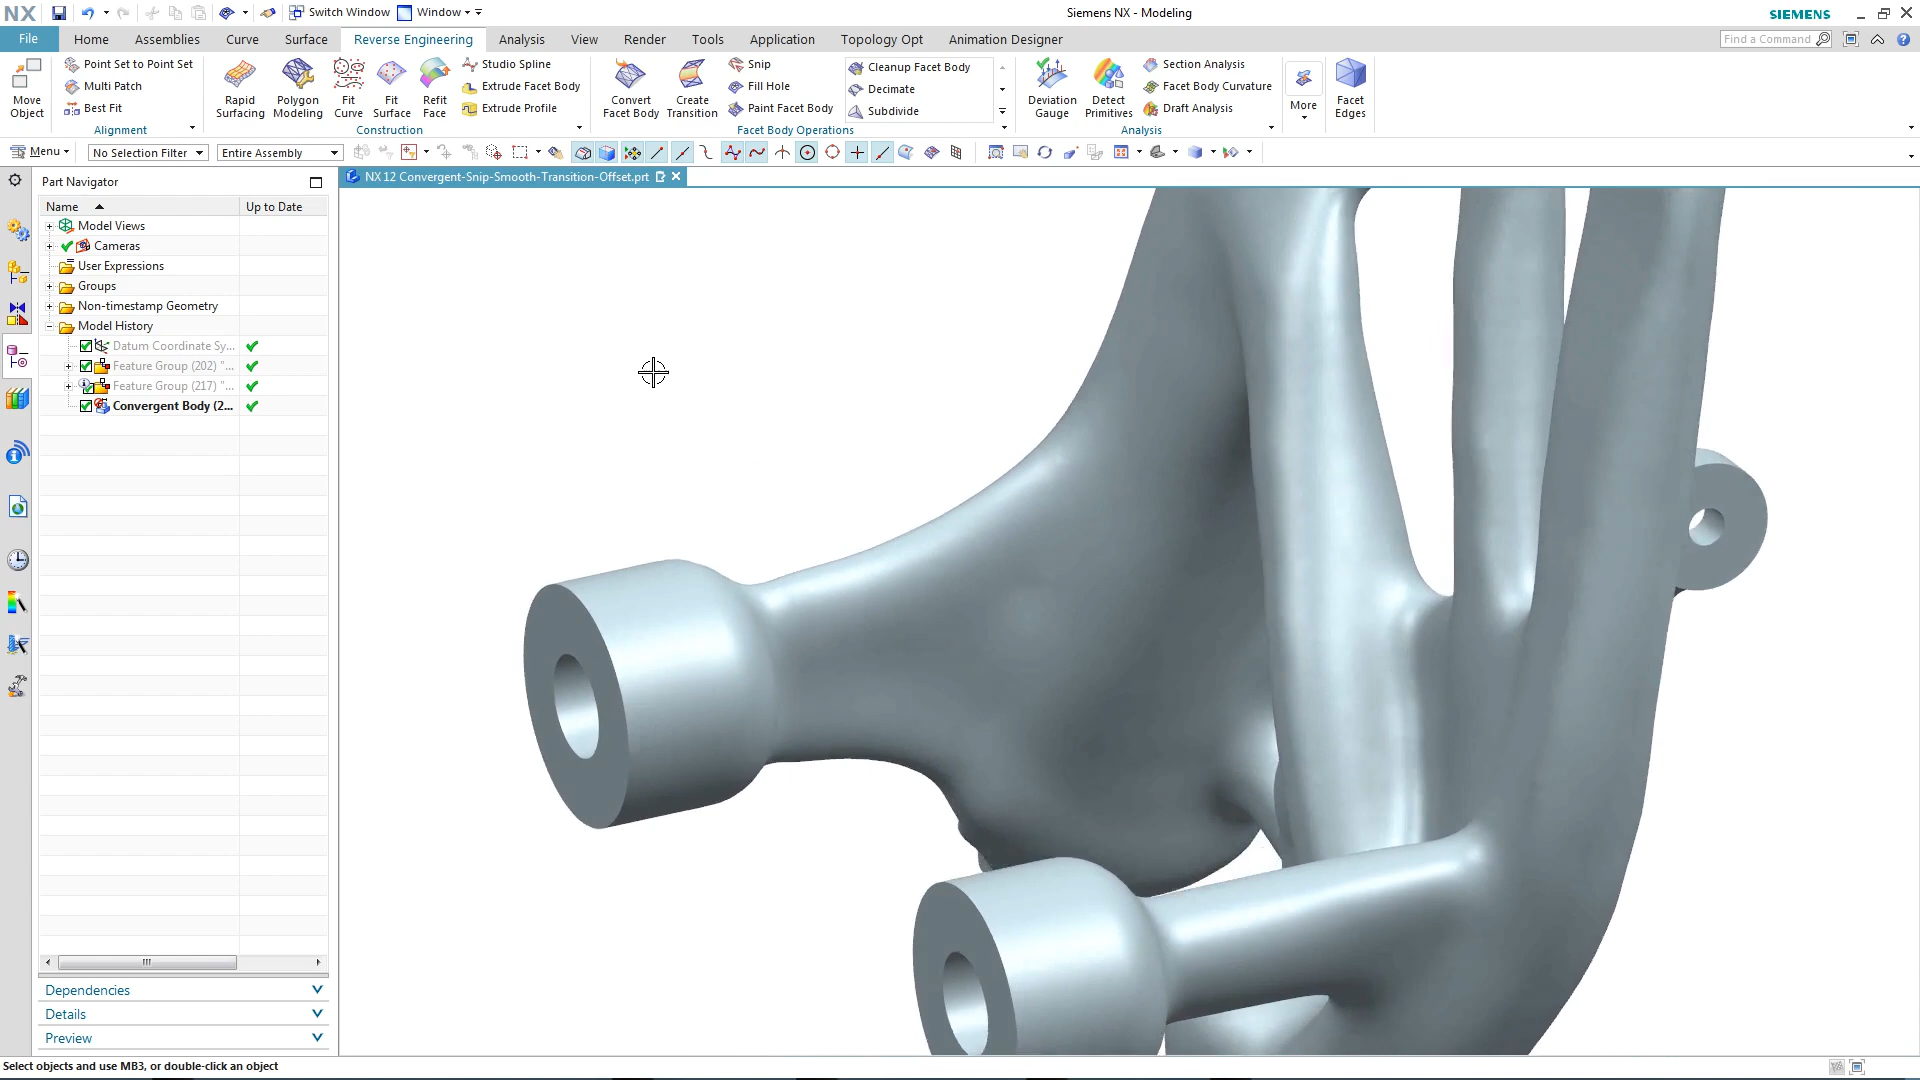 NX Switch Window Window Siemens NX - Modeling SIEMENS
File Home Assemblies Curve Surface Reverse Engineering Analysis View Render Tools Application Topology Opt Animation Designer Find a Command
Move Object
Point Set to Point Set
Multi Patch
Best Fit
Alignment
Rapid Surfacing
Polygon Modeling
Fit Curve
Fit Surface
Refit Face
Studio Spline
Extrude Facet Body
Extrude Profile
Construction
Convert Facet Body
Create Transition
Snip
Fill Hole
Paint Facet Body
Cleanup Facet Body
Decimate
Subdivide
Facet Body Operations
Deviation Gauge
Detect Primitives
Section Analysis
Facet Body Curvature
Draft Analysis
Analysis
More
Facet Edges
Menu No Selection Filter Entire Assembly
Part Navigator
NX 12 Convergent-Snip-Smooth-Transition-Offset.prt
Name Up to Date
Model Views
Cameras
User Expressions
Groups
Non-timestamp Geometry
Model History
Datum Coordinate Sy...
Feature Group (202) "...
Feature Group (217) "...
Convergent Body (2...
Dependencies
Details
Preview
Select objects and use MB3, or double-click an object